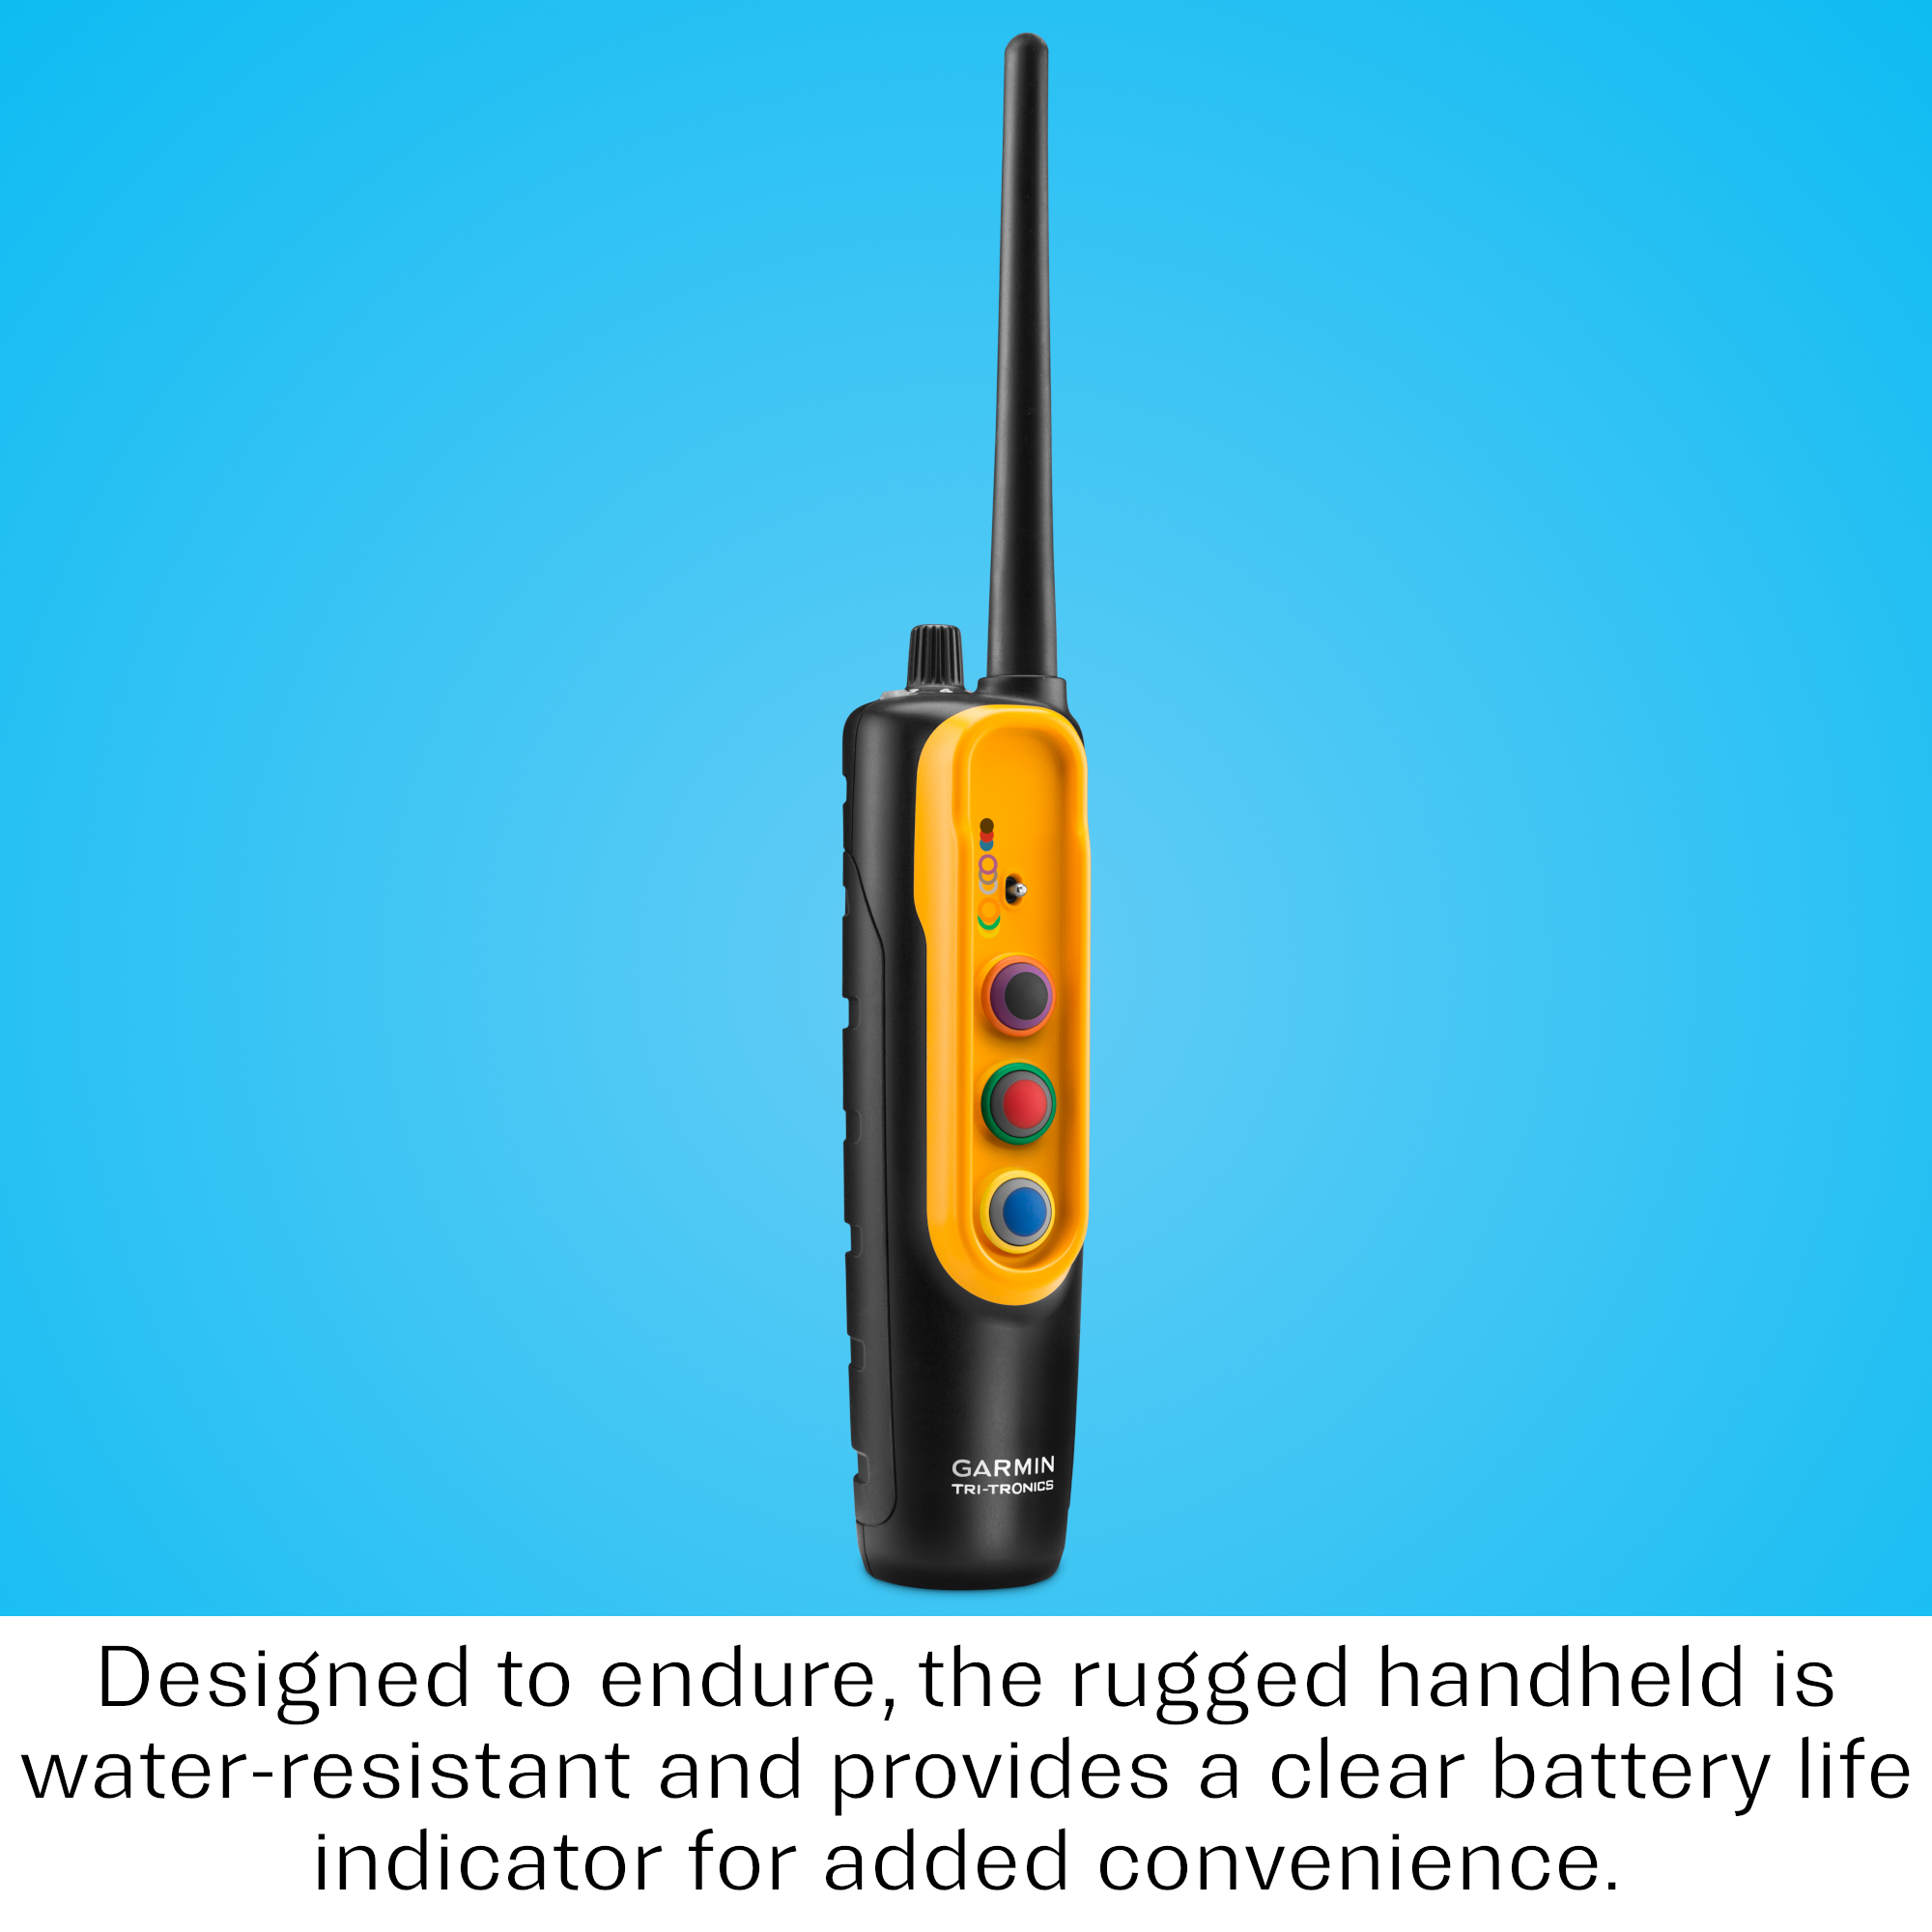 GARMIN
TRI-TRONICS
Designed to endure, the rugged handheld is
water-resistant and provides a clear battery life
indicator for added convenience.